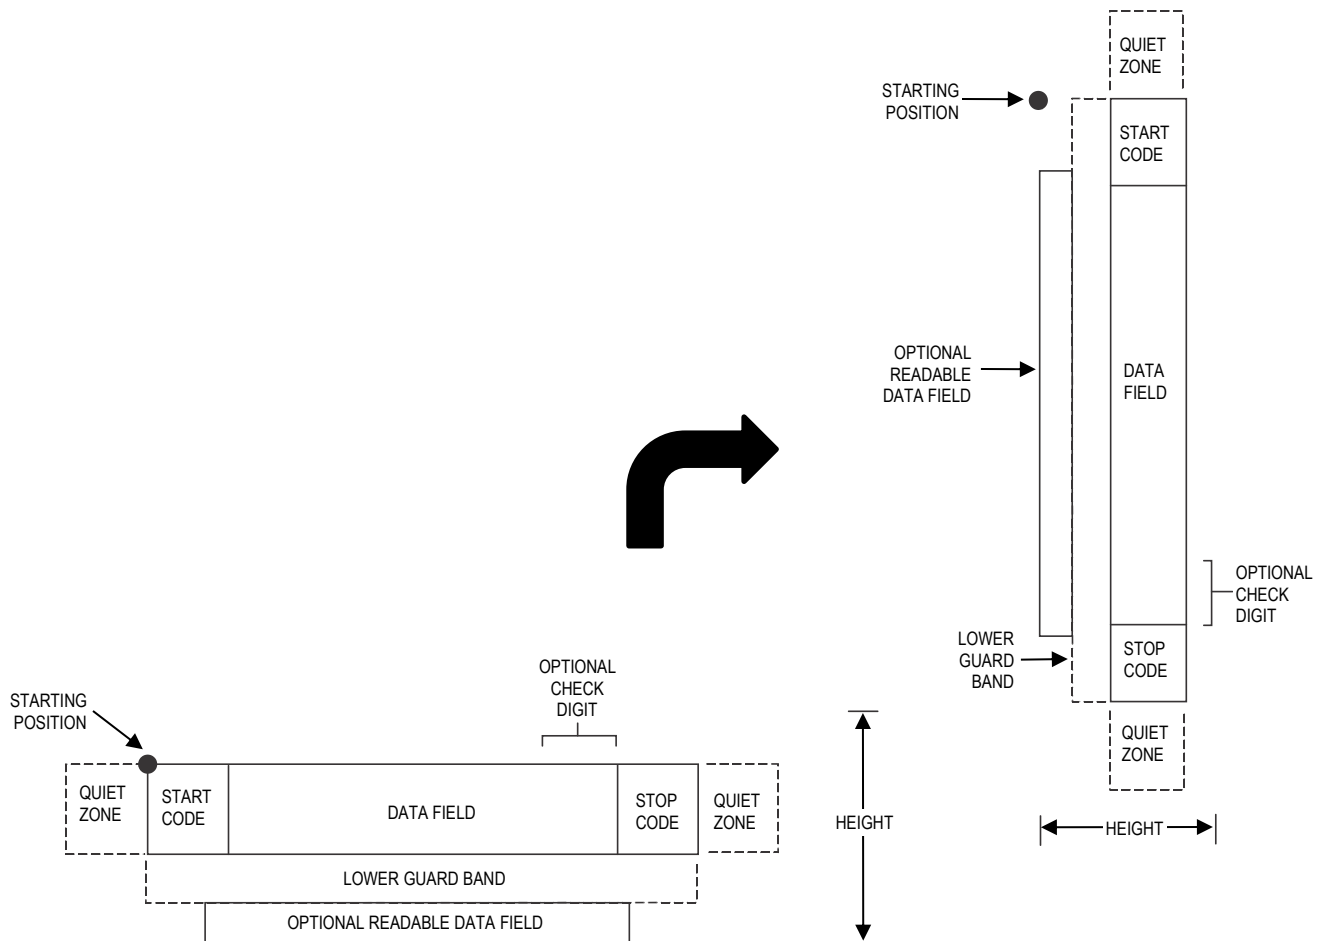 QUIET
ZONE
STARTING
POSITION
START
CODE
OPTIONAL
READABLE
DATA FIELD
DATA
FIELD
OPTIONAL
CHECK
DIGIT
LOWER
GUARD
BAND
STOP
CODE
QUIET
ZONE
HEIGHT
OPTIONAL
CHECK
DIGIT
STARTING
POSITION
QUIET
ZONE
START
CODE
DATA FIELD
STOP
CODE
QUIET
ZONE
HEIGHT
LOWER GUARD BAND
OPTIONAL READABLE DATA FIELD